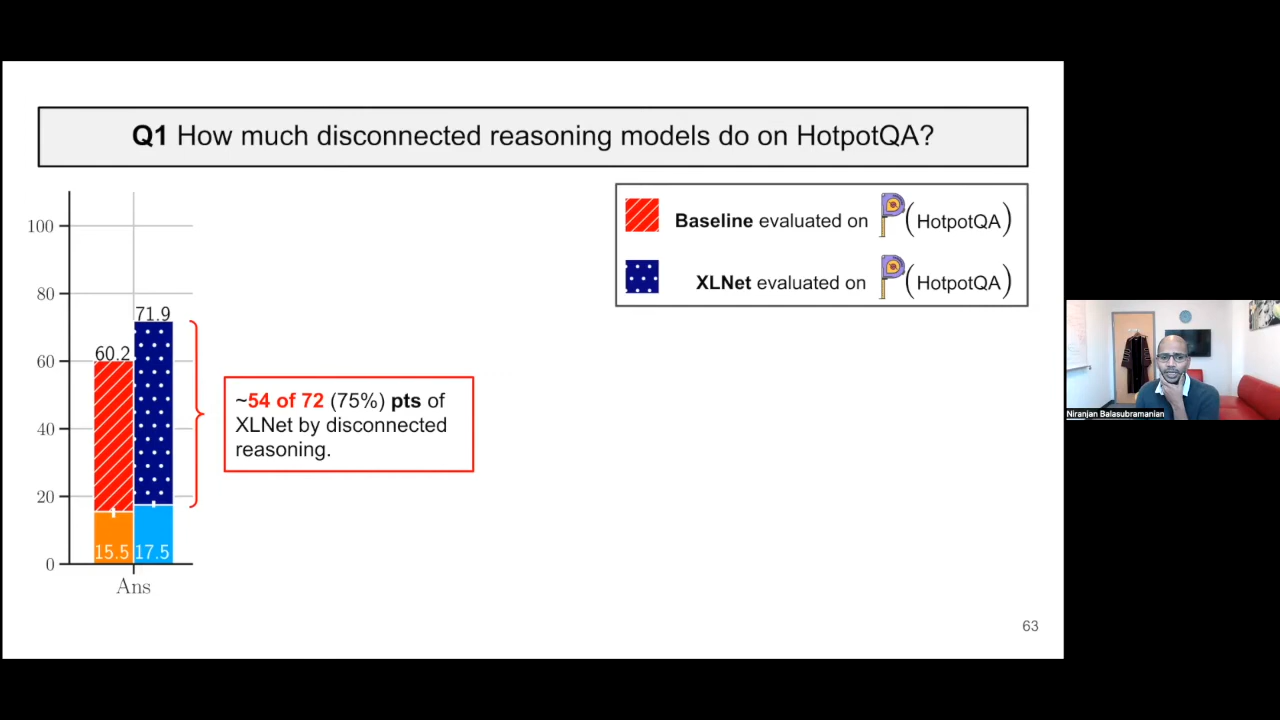 Q1 How much disconnected reasoning models do on HotpotQA?
Baseline evaluated on (HotpotQA)
XLNet evaluated on (HotpotQA)
100
80
60
40
20
0
71.9
60.2
15.5
17.5
Ans
~54 of 72 (75%) pts of
XLNet by disconnected
reasoning.
63
Niranjan Balasubramanian